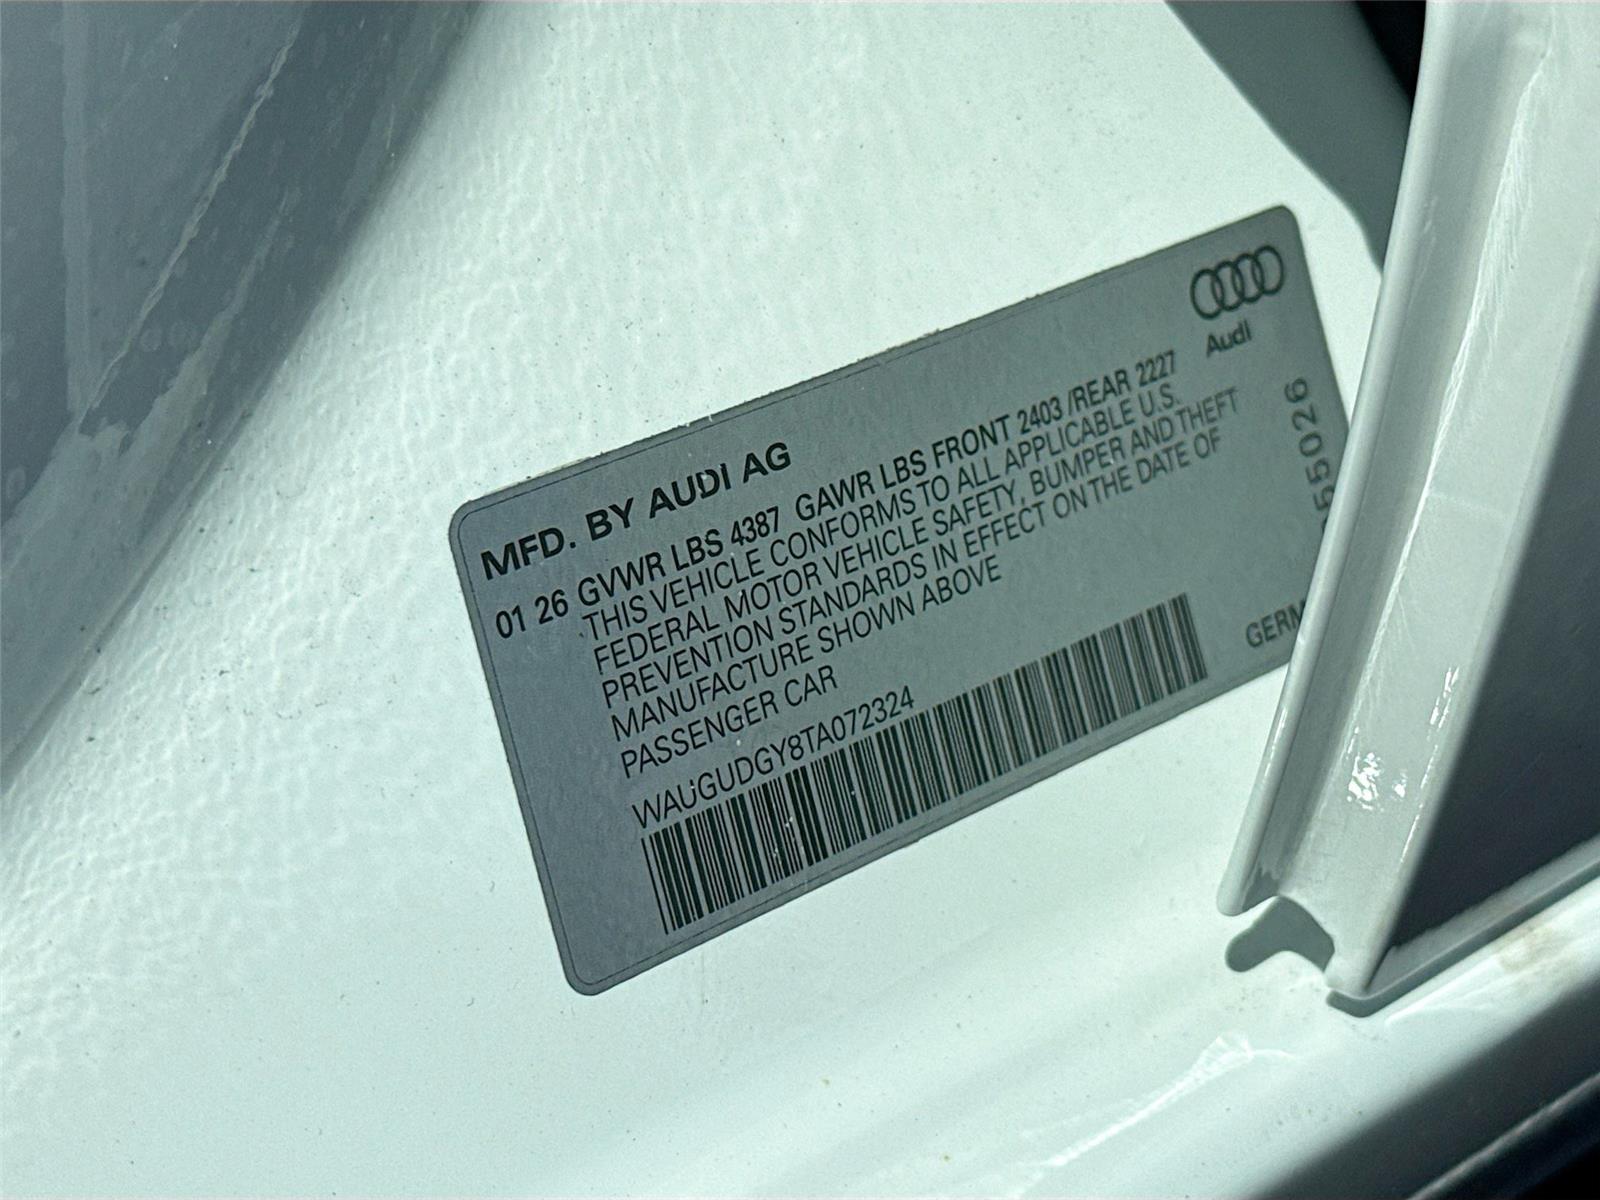 Audi
MFD. BY AUDI AG
01 26 GVWR LBS 4387 GAWR LBS FRONT 2403 /REAR 2227
THIS VEHICLE CONFORMS TO ALL APPLICABLE U.S.
FEDERAL MOTOR VEHICLE SAFETY, BUMPER AND THEFT
PREVENTION STANDARDS IN EFFECT ON THE DATE OF
MANUFACTURE SHOWN ABOVE
PASSENGER CAR
WAUGUDGY8TA072324
GERM
55026